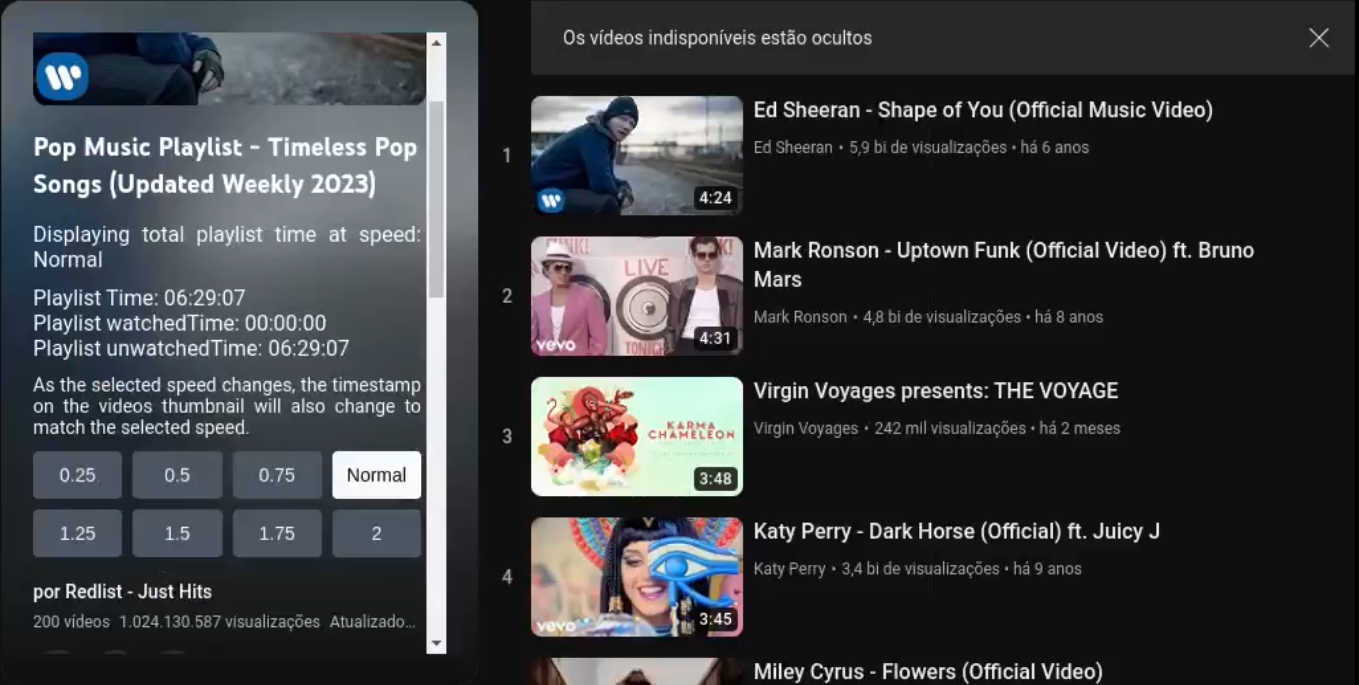 Pop Music Playlist - Timeless Pop
Songs (Updated Weekly 2023)
Displaying total playlist time at speed:
Normal
Playlist Time: 06:29:07
Playlist watchedTime: 00:00:00
Playlist unwatchedTime: 06:29:07
As the selected speed changes, the timestamp
on the videos thumbnail will also change to
match the selected speed.
0.25 0.5 0.75 Normal
1.25 1.5 1.75 2
por Redlist - Just Hits
200 vídeos 1.024.130.587 visualizações Atualizado...
Os vídeos indisponíveis estão ocultos
1
4:24
Ed Sheeran - Shape of You (Official Music Video)
Ed Sheeran • 5,9 bi de visualizações • há 6 anos
2
LIVE
TONIGH
vevo
4:31
Mark Ronson - Uptown Funk (Official Video) ft. Bruno
Mars
Mark Ronson • 4,8 bi de visualizações • há 8 anos
3
KARMA
CHAMELEON
3:48
Virgin Voyages presents: THE VOYAGE
Virgin Voyages • 242 mil visualizações • há 2 meses
4
vevo
3:45
Katy Perry - Dark Horse (Official) ft. Juicy J
Katy Perry • 3,4 bi de visualizações • há 9 anos
Miley Cyrus - Flowers (Official Video)